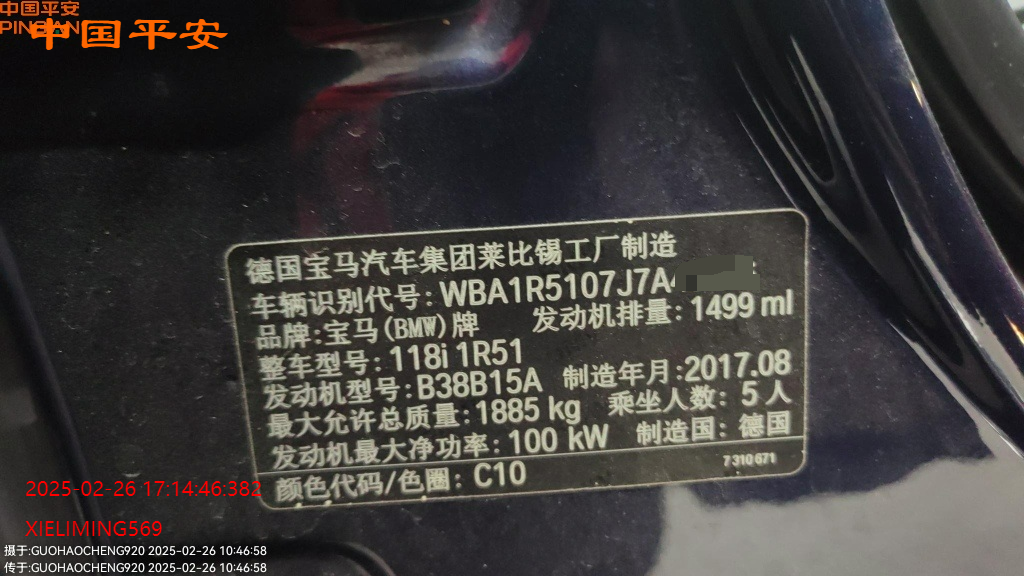 中国平安
PINGAN
中国平安
德国宝马汽车集团莱比锡工厂制造
车辆识别代号: WBA1R5107J7A
品牌:宝马(BMW)牌 发动机排量: 1499 ml
整车型号: 118i 1R51
发动机型号: B38B15A 制造年月: 2017.08
最大允许总质量: 1885 kg 乘坐人数: 5 人
发动机最大净功率: 100 kW 制造国: 德国
颜色代码/色圈: C10 7 310 671
2025-02-26 17:14:46:382
XIELIMING569
摄于:GUOHAOCHENG920 2025-02-26 10:46:58
传于:GUOHAOCHENG920 2025-02-26 10:46:58